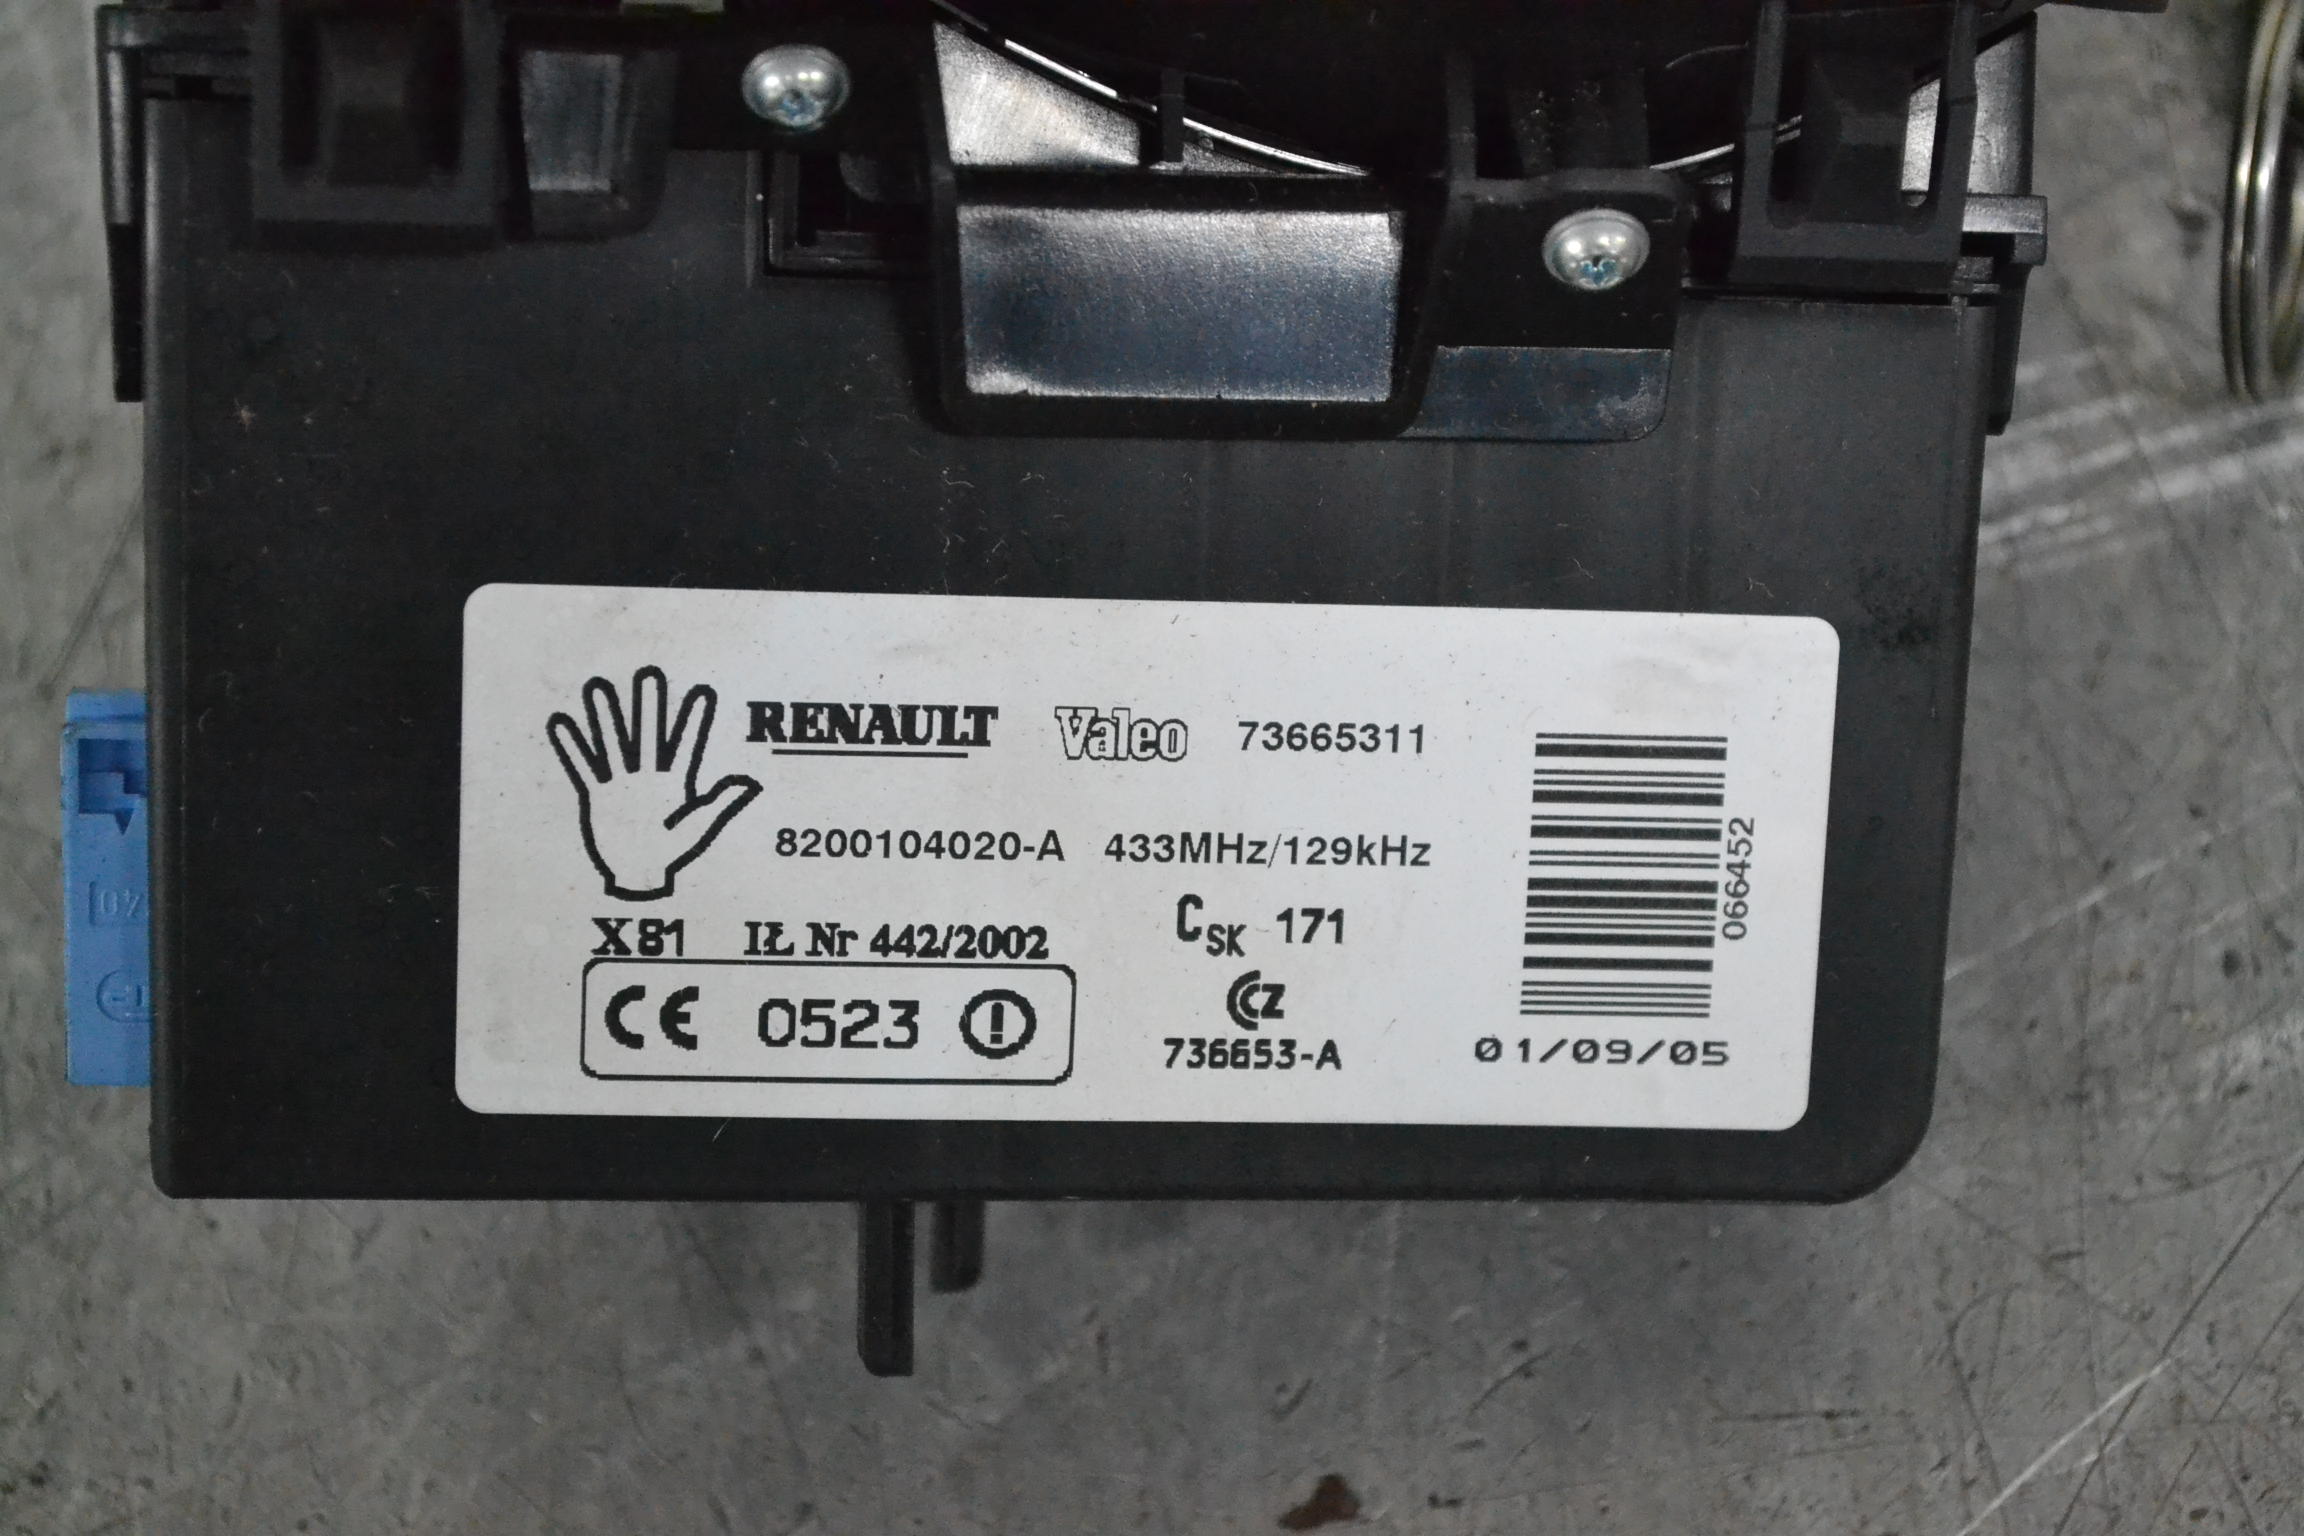 RENAULT Valeo 73665311
8200104020-A 433MHz/129kHz
X81 IŁ Nr 442/2002 CSK 171
CE 0523 CZ
736653-A
066452
01/09/05